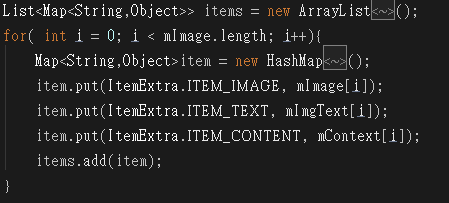 List<Map<String,Object>> items = new ArrayList<~>();
for( int i = 0; i < mImage.length; i++){
    Map<String,Object>item = new HashMap<~>();
    item.put(ItemExtra.ITEM_IMAGE, mImage[i]);
    item.put(ItemExtra.ITEM_TEXT, mImgText[i]);
    item.put(ItemExtra.ITEM_CONTENT, mContext[i]);
    items.add(item);
}